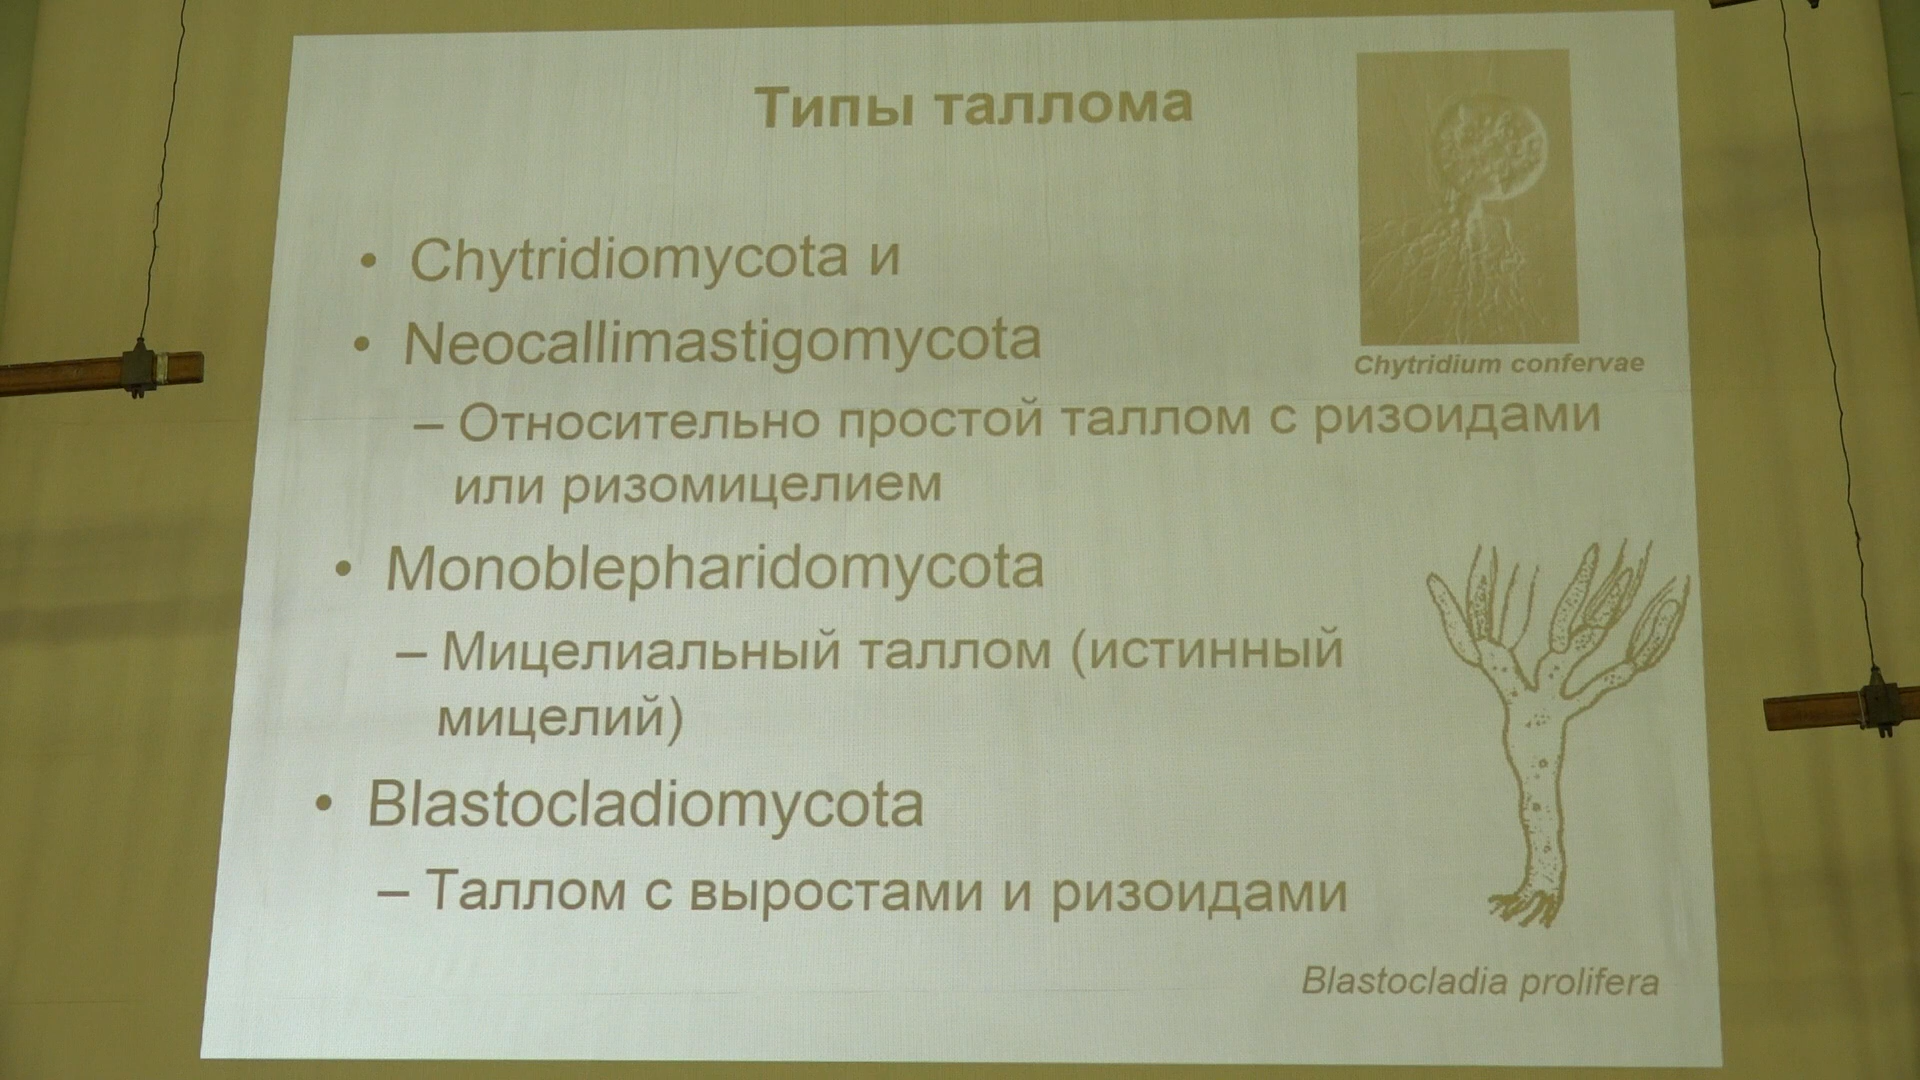 Типы таллома
• Chytridiomycota и
• Neocallimastigomycota
Chytridium confervae
– Относительно простой таллом с ризоидами
или ризомицелием
• Monoblepharidomycota
– Мицелиальный таллом (истинный
мицелий)
• Blastocladiomycota
– Таллом с выростами и ризоидами
Blastocladia prolifera